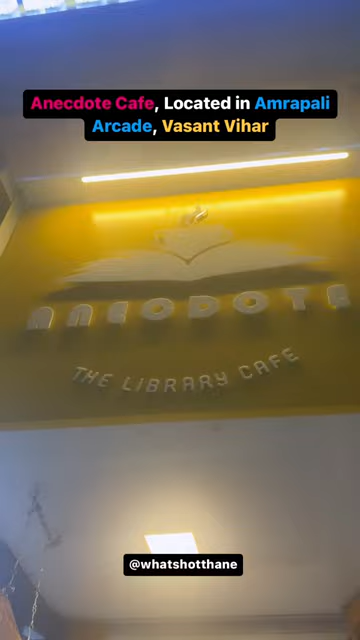 Anecdote Cafe, Located in Amrapali
Arcade, Vasant Vihar
ANECDOTE
THE LIBRARY CAFE
@whatshotthane